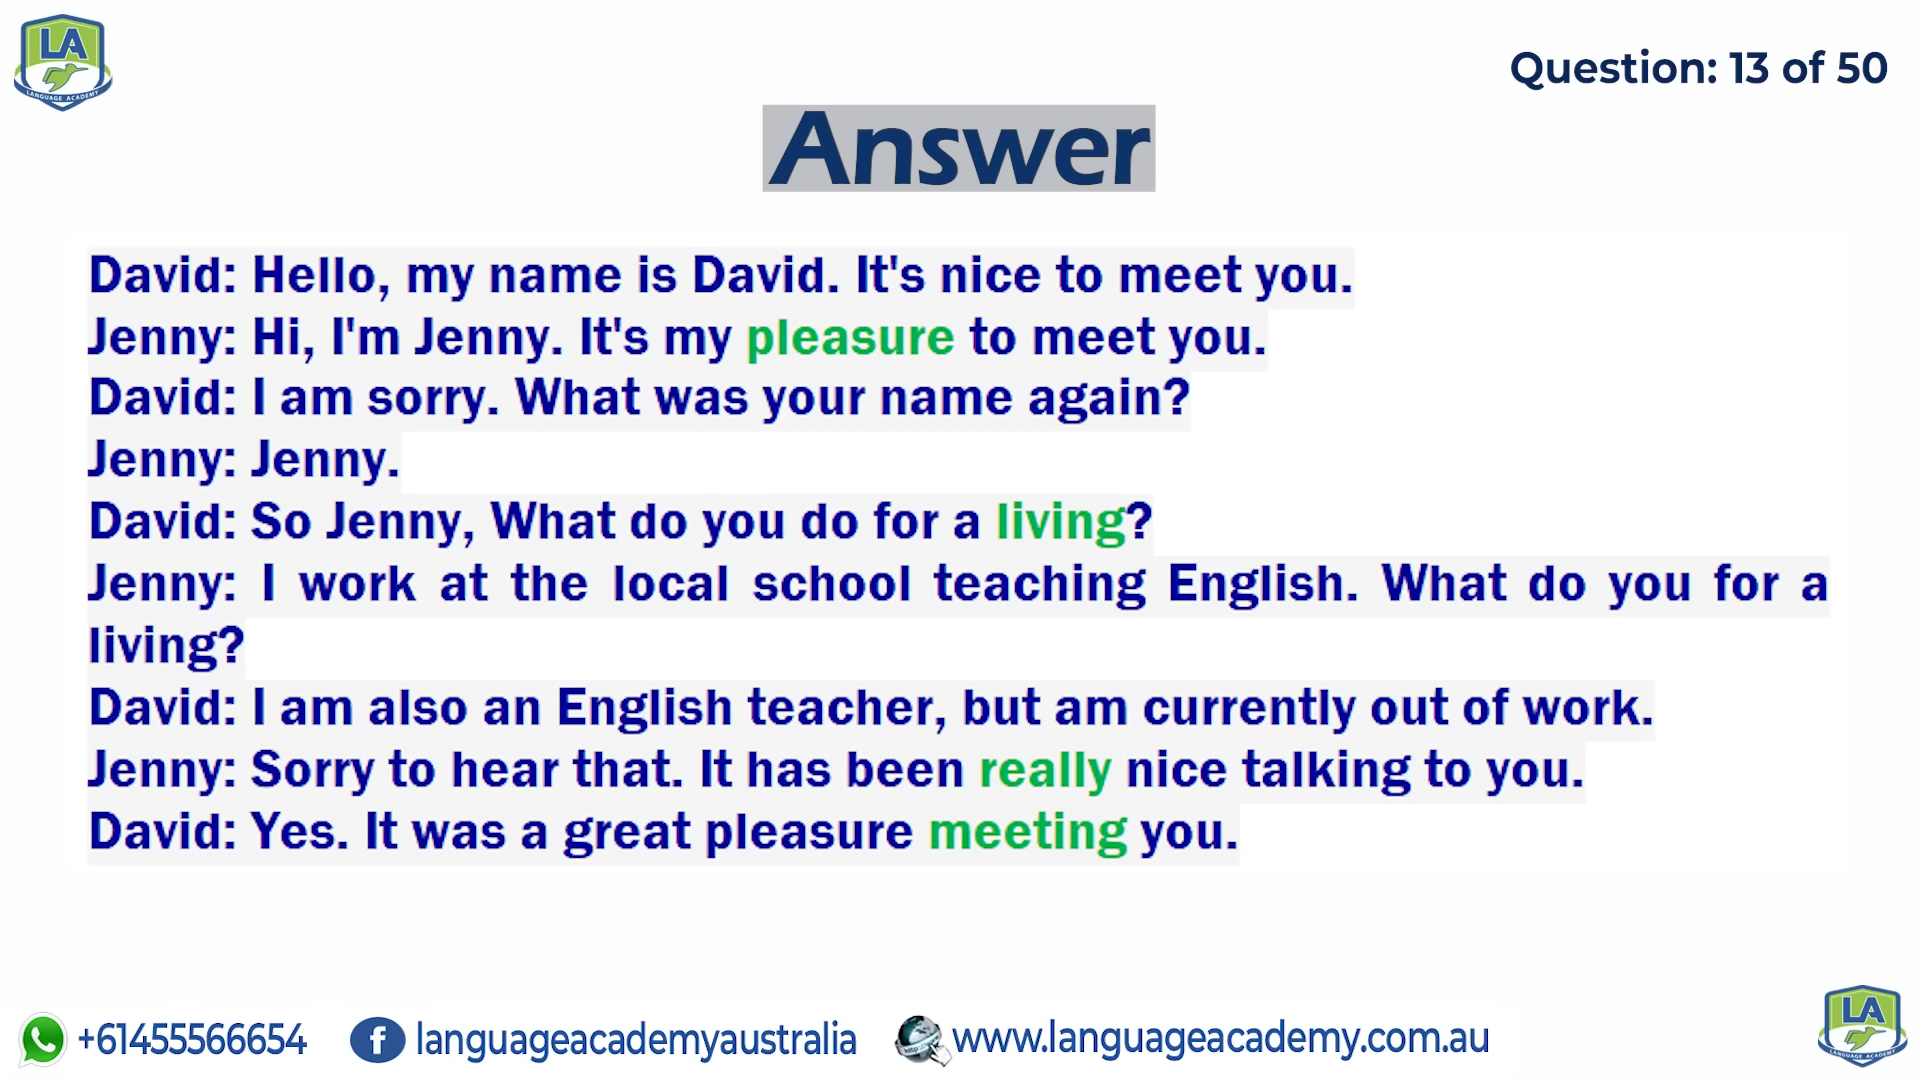 LA
LANGUAGE ACADEMY
Question: 13 of 50
Answer
David: Hello, my name is David. It's nice to meet you.
Jenny: Hi, I'm Jenny. It's my pleasure to meet you.
David: I am sorry. What was your name again?
Jenny: Jenny.
David: So Jenny, What do you do for a living?
Jenny: I work at the local school teaching English. What do you for a
living?
David: I am also an English teacher, but am currently out of work.
Jenny: Sorry to hear that. It has been really nice talking to you.
David: Yes. It was a great pleasure meeting you.
+61455566654
f languageacademyaustralia
www.languageacademy.com.au
LA
LANGUAGE ACADEMY